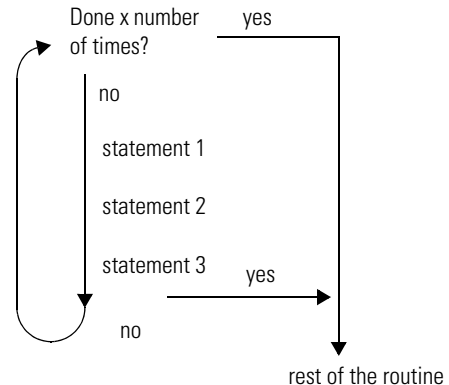 Done x number
of times?
yes
no
statement 1
statement 2
statement 3
yes
no
rest of the routine